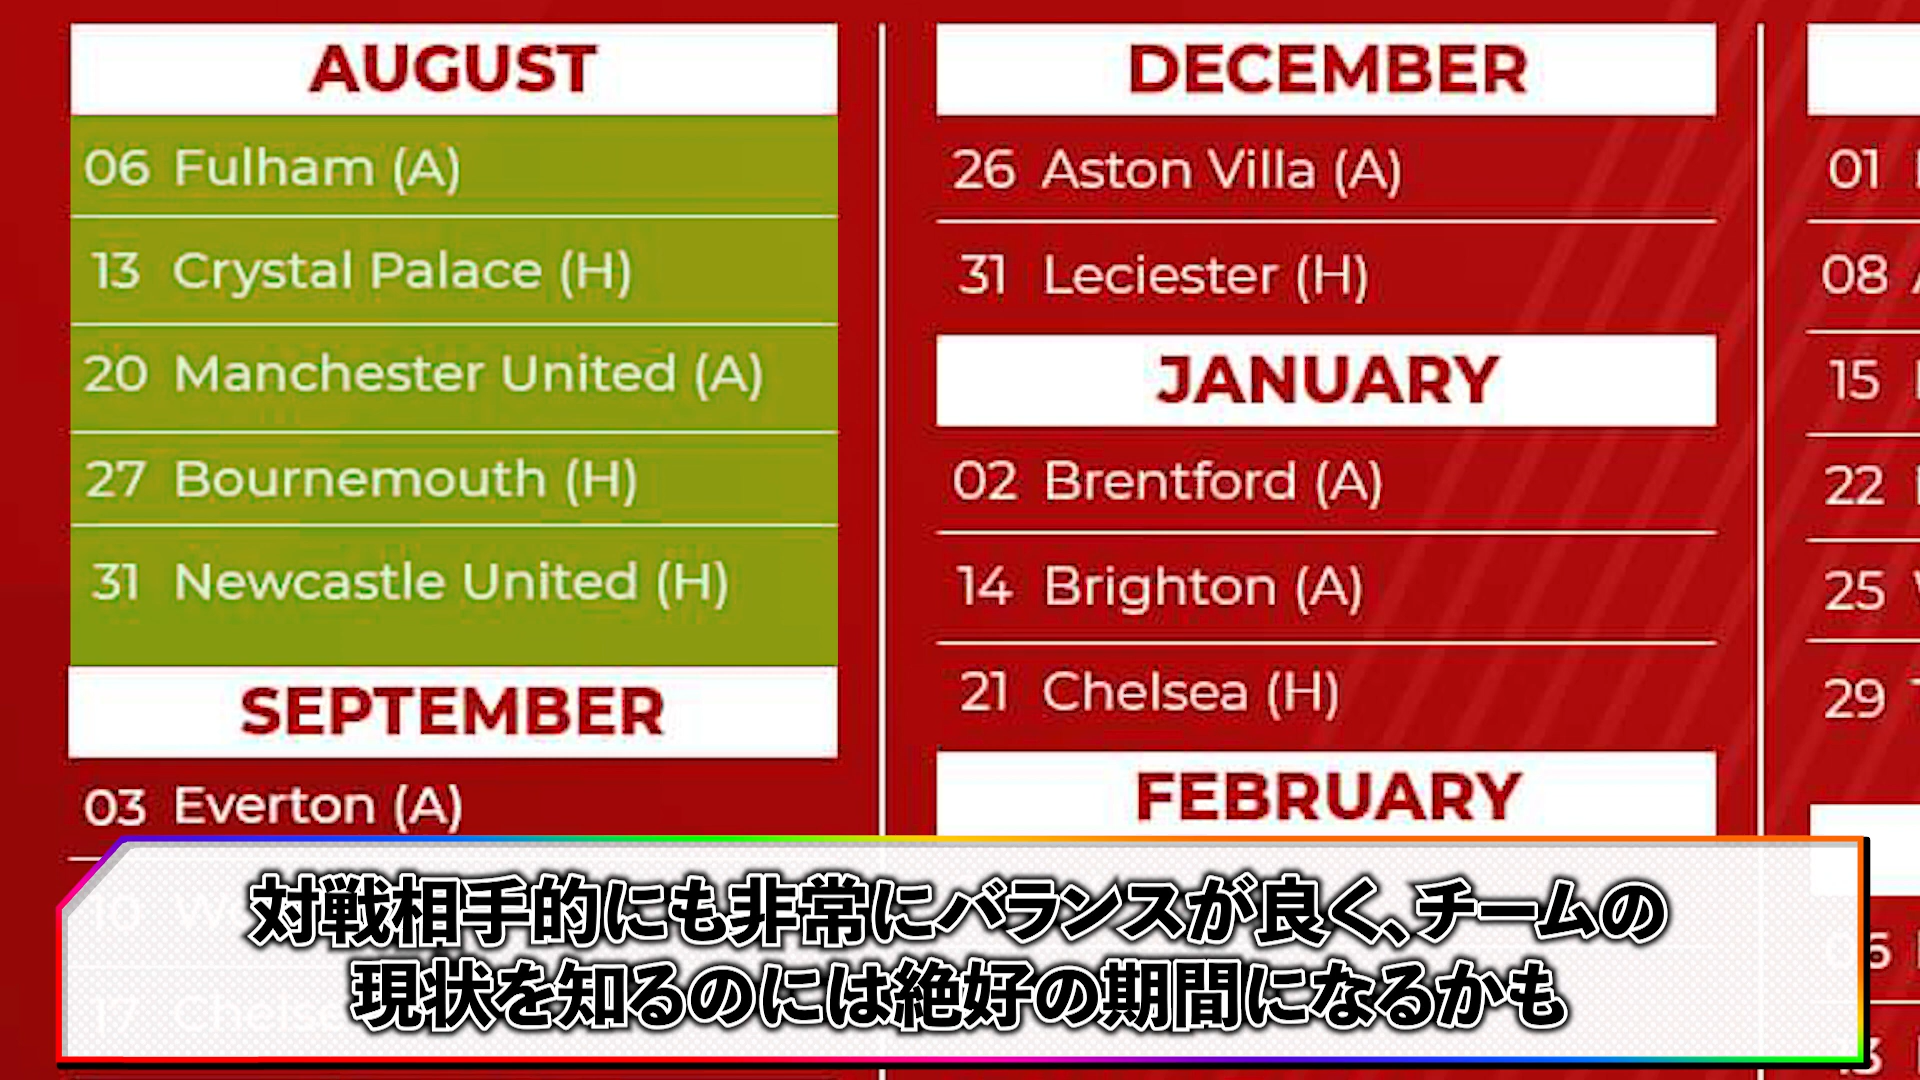 AUGUST
06 Fulham (A)
13 Crystal Palace (H)
20 Manchester United (A)
27 Bournemouth (H)
31 Newcastle United (H)
SEPTEMBER
03 Everton (A)
DECEMBER
26 Aston Villa (A)
31 Leciester (H)
JANUARY
02 Brentford (A)
14 Brighton (A)
21 Chelsea (H)
FEBRUARY
01
08
15
22
25
29
対戦相手的にも非常にバランスが良く、チームの
現状を知るのには絶好の期間になるかも